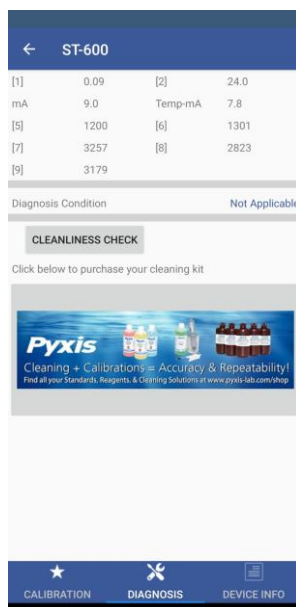 ST-600
[1] 0.09 [2] 24.0
mA 9.0 Temp-mA 7.8
[5] 1200 [6] 1301
[7] 3257 [8] 2823
[9] 3179
Diagnosis Condition Not Applicable
CLEANLINESS CHECK
Click below to purchase your cleaning kit
Pyxis
Cleaning + Calibrations = Accuracy & Repeatability!
Find all your Standards, Reagents, & Cleaning Solutions at www.pyxis-lab.com/shop
CALIBRATION DIAGNOSIS DEVICE INFO